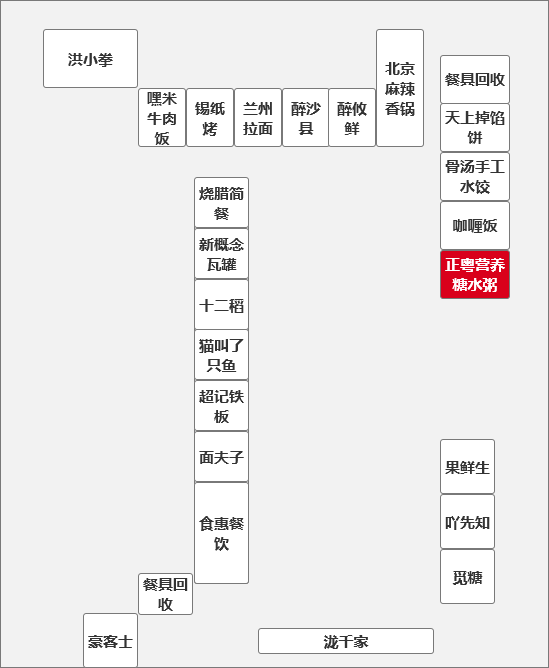 洪小拳
嘿米
牛肉
饭
锡纸
烤
兰州
拉面
醉沙
县
醉攸
鲜
北京
麻辣
香锅
餐具回收
天上掉馅
饼
骨汤手工
水饺
咖喱饭
正粤营养
糖水粥
烧腊简
餐
新概念
瓦罐
十二稻
猫叫了
只鱼
超记铁
板
面夫子
食惠餐
饮
餐具回
收
豪客士
果鲜生
吖先知
觅糖
泷千家